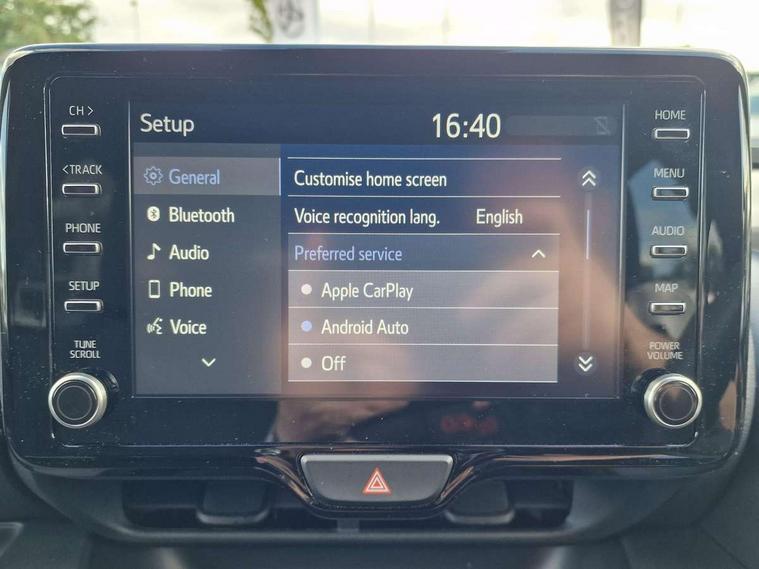 CH >
<TRACK
PHONE
SETUP
TUNE
SCROLL
Setup
16:40
General
Bluetooth
Audio
Phone
Voice
Customise home screen
Voice recognition lang. English
Preferred service
Apple CarPlay
Android Auto
Off
HOME
MENU
AUDIO
MAP
POWER
VOLUME